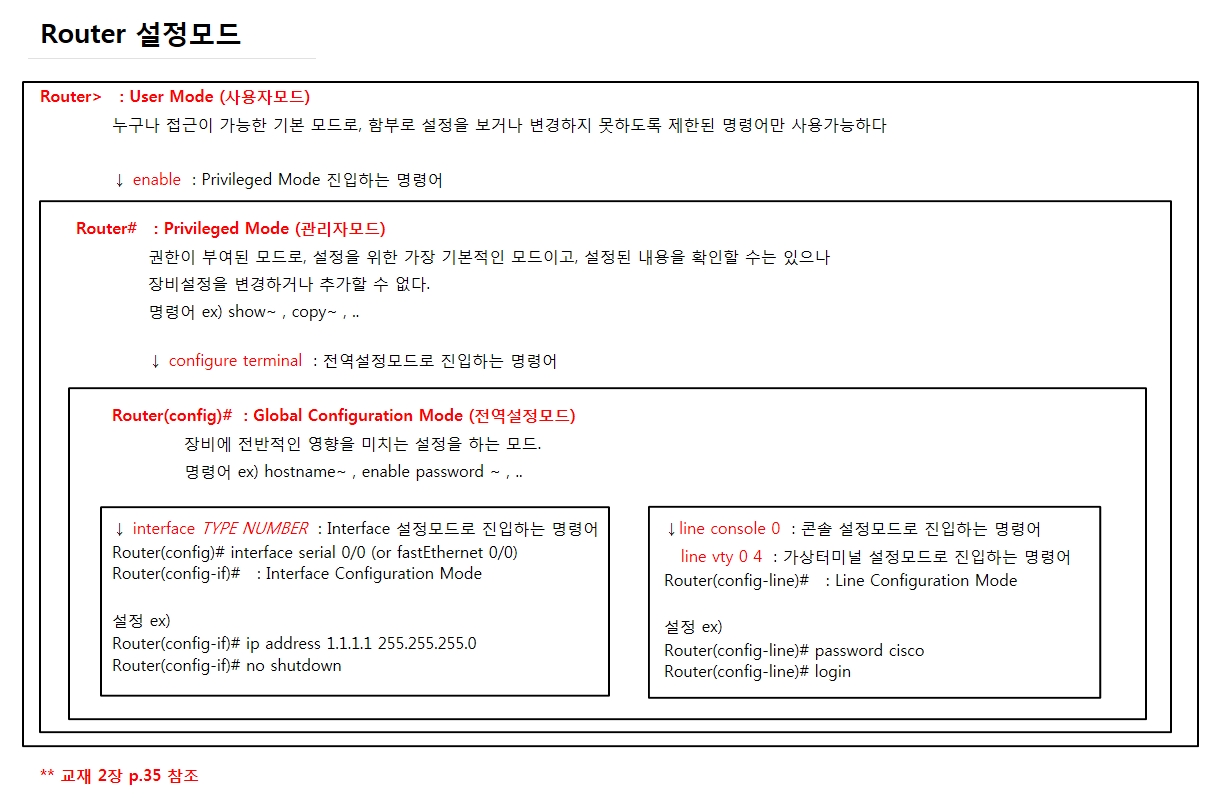 Router 설정모드
Router> : User Mode (사용자모드)
누구나 접근이 가능한 기본 모드로, 함부로 설정을 보거나 변경하지 못하도록 제한된 명령어만 사용가능하다
↓ enable : Privileged Mode 진입하는 명령어
Router# : Privileged Mode (관리자모드)
권한이 부여된 모드로, 설정을 위한 가장 기본적인 모드이고, 설정된 내용을 확인할 수는 있으나
장비설정을 변경하거나 추가할 수 없다.
명령어 ex) show~ , copy~ , ..
↓ configure terminal : 전역설정모드로 진입하는 명령어
Router(config)# : Global Configuration Mode (전역설정모드)
장비에 전반적인 영향을 미치는 설정을 하는 모드.
명령어 ex) hostname~ , enable password ~ , ..
↓ interface TYPE NUMBER : Interface 설정모드로 진입하는 명령어
Router(config)# interface serial 0/0 (or fastEthernet 0/0)
Router(config-if)# : Interface Configuration Mode
설정 ex)
Router(config-if)# ip address 1.1.1.1 255.255.255.0
Router(config-if)# no shutdown
↓line console 0 : 콘솔 설정모드로 진입하는 명령어
line vty 0 4 : 가상터미널 설정모드로 진입하는 명령어
Router(config-line)# : Line Configuration Mode
설정 ex)
Router(config-line)# password cisco
Router(config-line)# login
** 교재 2장 p.35 참조